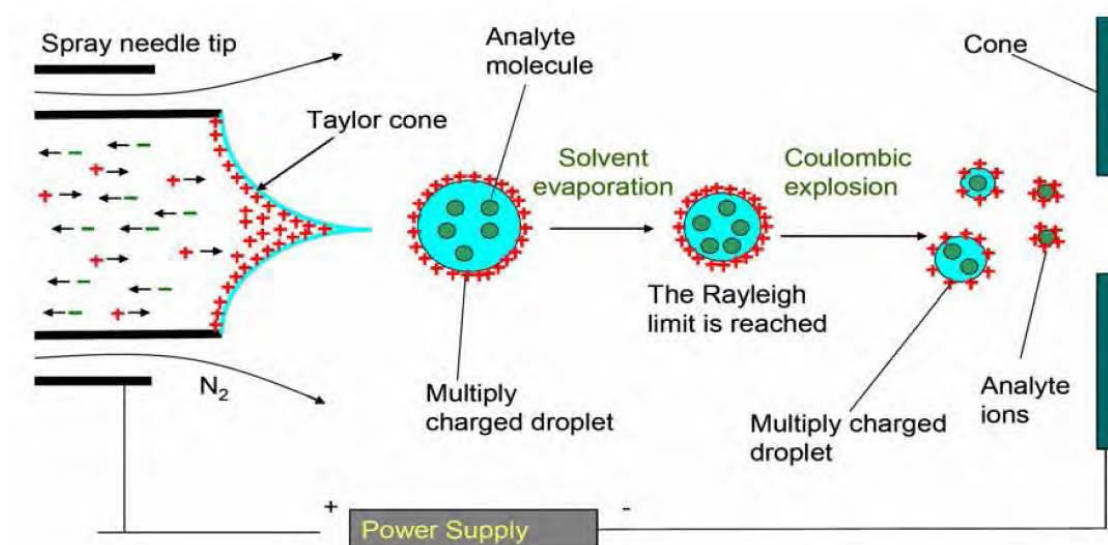 Spray needle tip
Analyte
molecule
Cone
Taylor cone
Solvent
evaporation
Coulombic
explosion
The Rayleigh
limit is reached
N₂
Multiply
charged droplet
Analyte
ions
Multiply charged
droplet
+
-
Power Supply